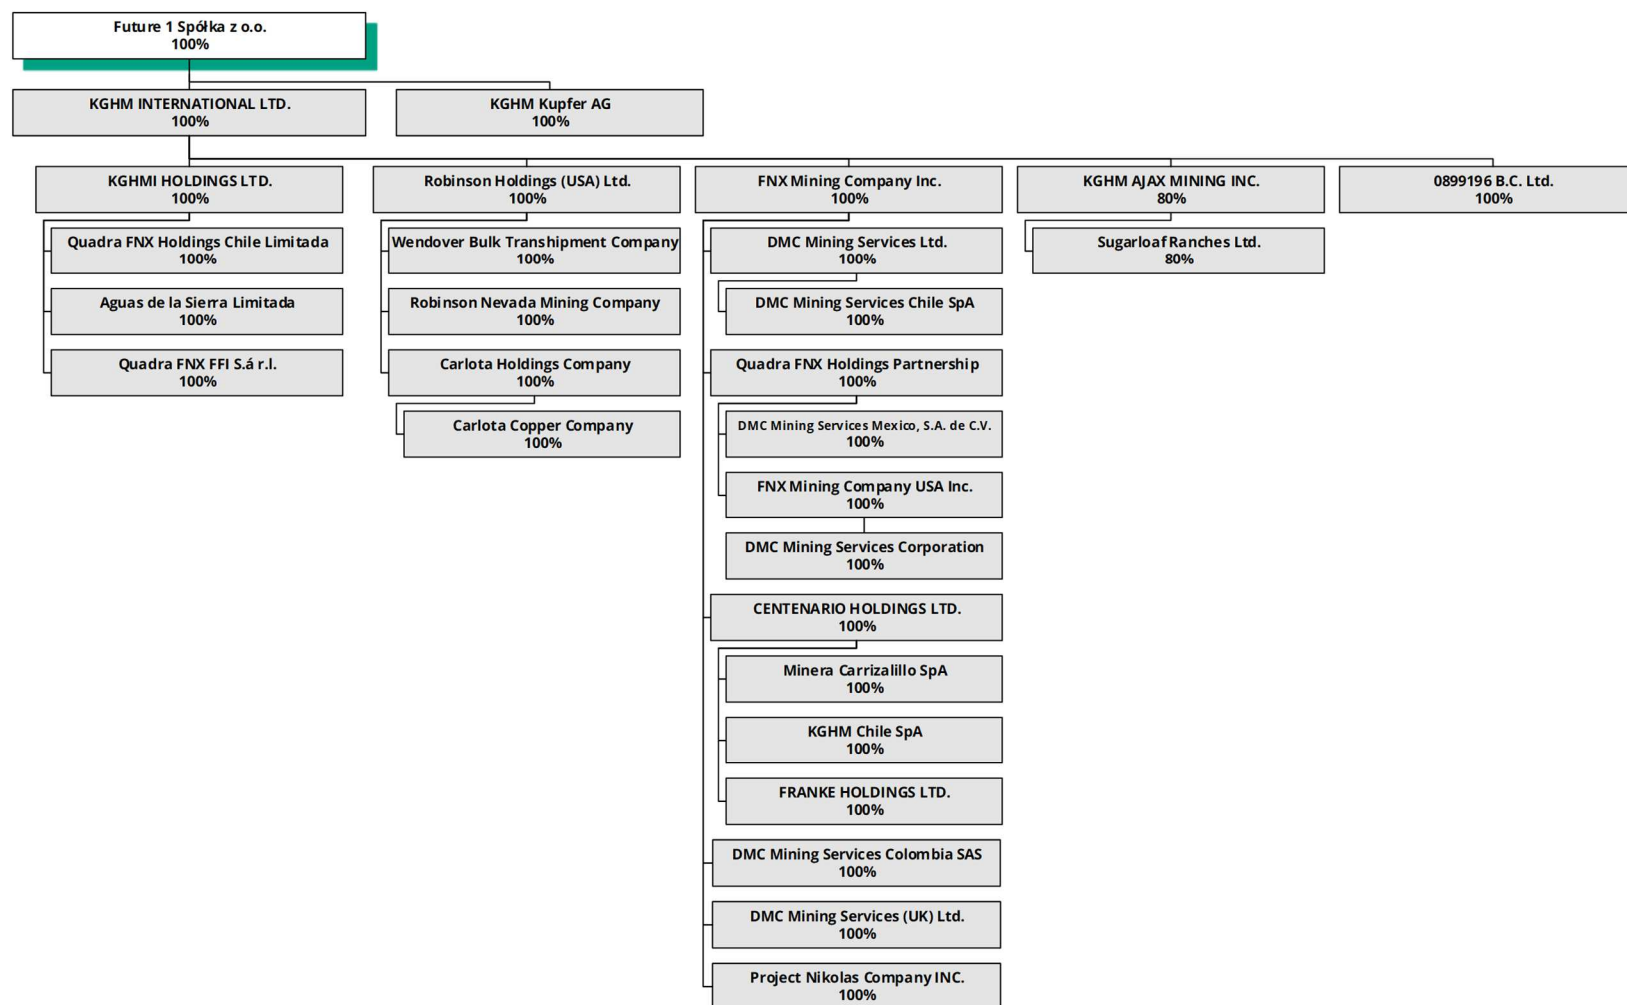 Future 1 Spółka z o.o.
100%
KGHM INTERNATIONAL LTD.
100%
KGHM Kupfer AG
100%
KGHMI HOLDINGS LTD.
100%
Quadra FNX Holdings Chile Limitada
100%
Aguas de la Sierra Limitada
100%
Quadra FNX FFI S.á r.l.
100%
Robinson Holdings (USA) Ltd.
100%
Wendover Bulk Transhipment Company
100%
Robinson Nevada Mining Company
100%
Carlota Holdings Company
100%
Carlota Copper Company
100%
FNX Mining Company Inc.
100%
DMC Mining Services Ltd.
100%
DMC Mining Services Chile SpA
100%
Quadra FNX Holdings Partnership
100%
DMC Mining Services Mexico, S.A. de C.V.
100%
FNX Mining Company USA Inc.
100%
DMC Mining Services Corporation
100%
CENTENARIO HOLDINGS LTD.
100%
Minera Carrizalillo SpA
100%
KGHM Chile SpA
100%
FRANKE HOLDINGS LTD.
100%
DMC Mining Services Colombia SAS
100%
DMC Mining Services (UK) Ltd.
100%
Project Nikolas Company INC.
100%
KGHM AJAX MINING INC.
80%
Sugarloaf Ranches Ltd.
80%
0899196 B.C. Ltd.
100%